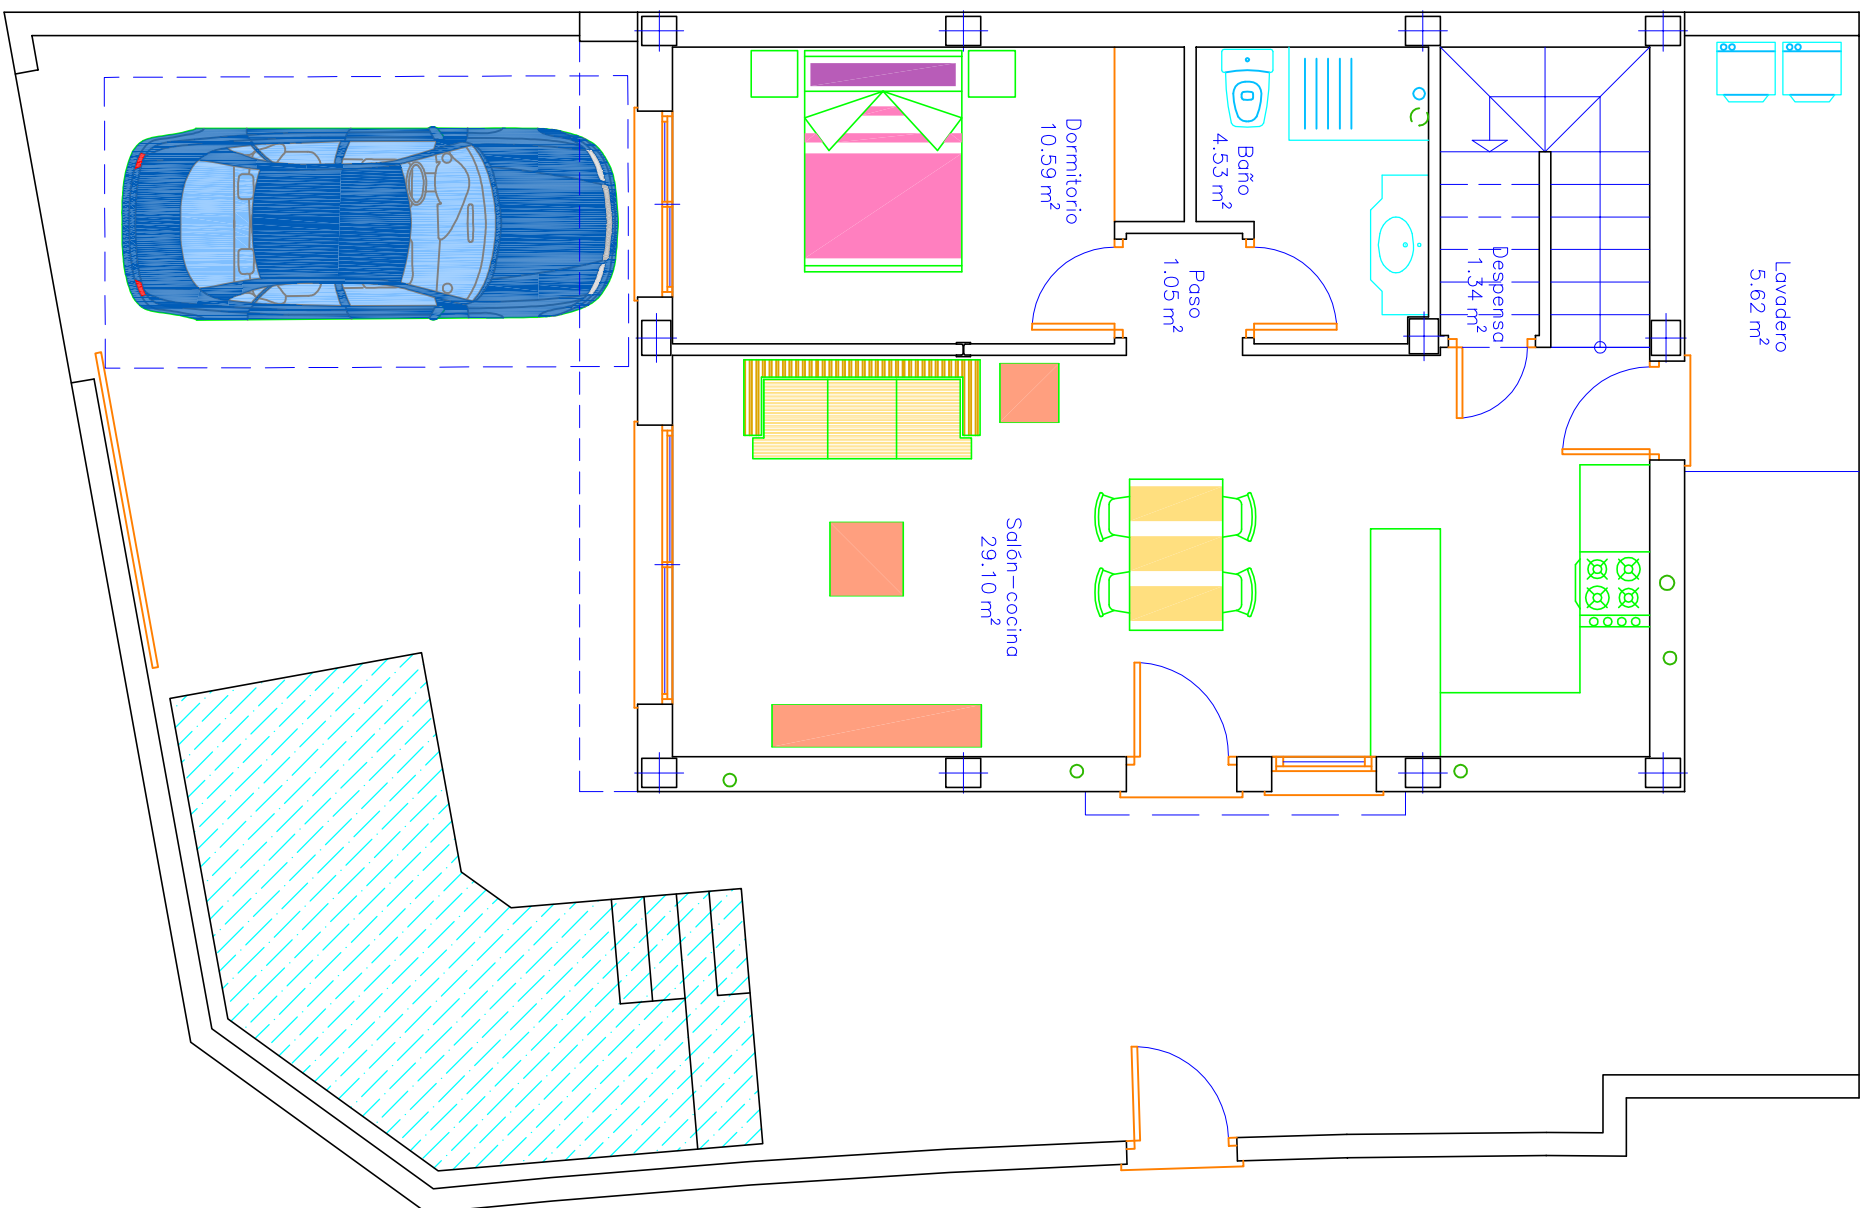 Dormitorio
10.59 m²
Baño
4.53 m²
Paso
1.05 m²
Despensa
1.34 m²
Lavadero
5.62 m²
Salón-cocina
29.10 m²